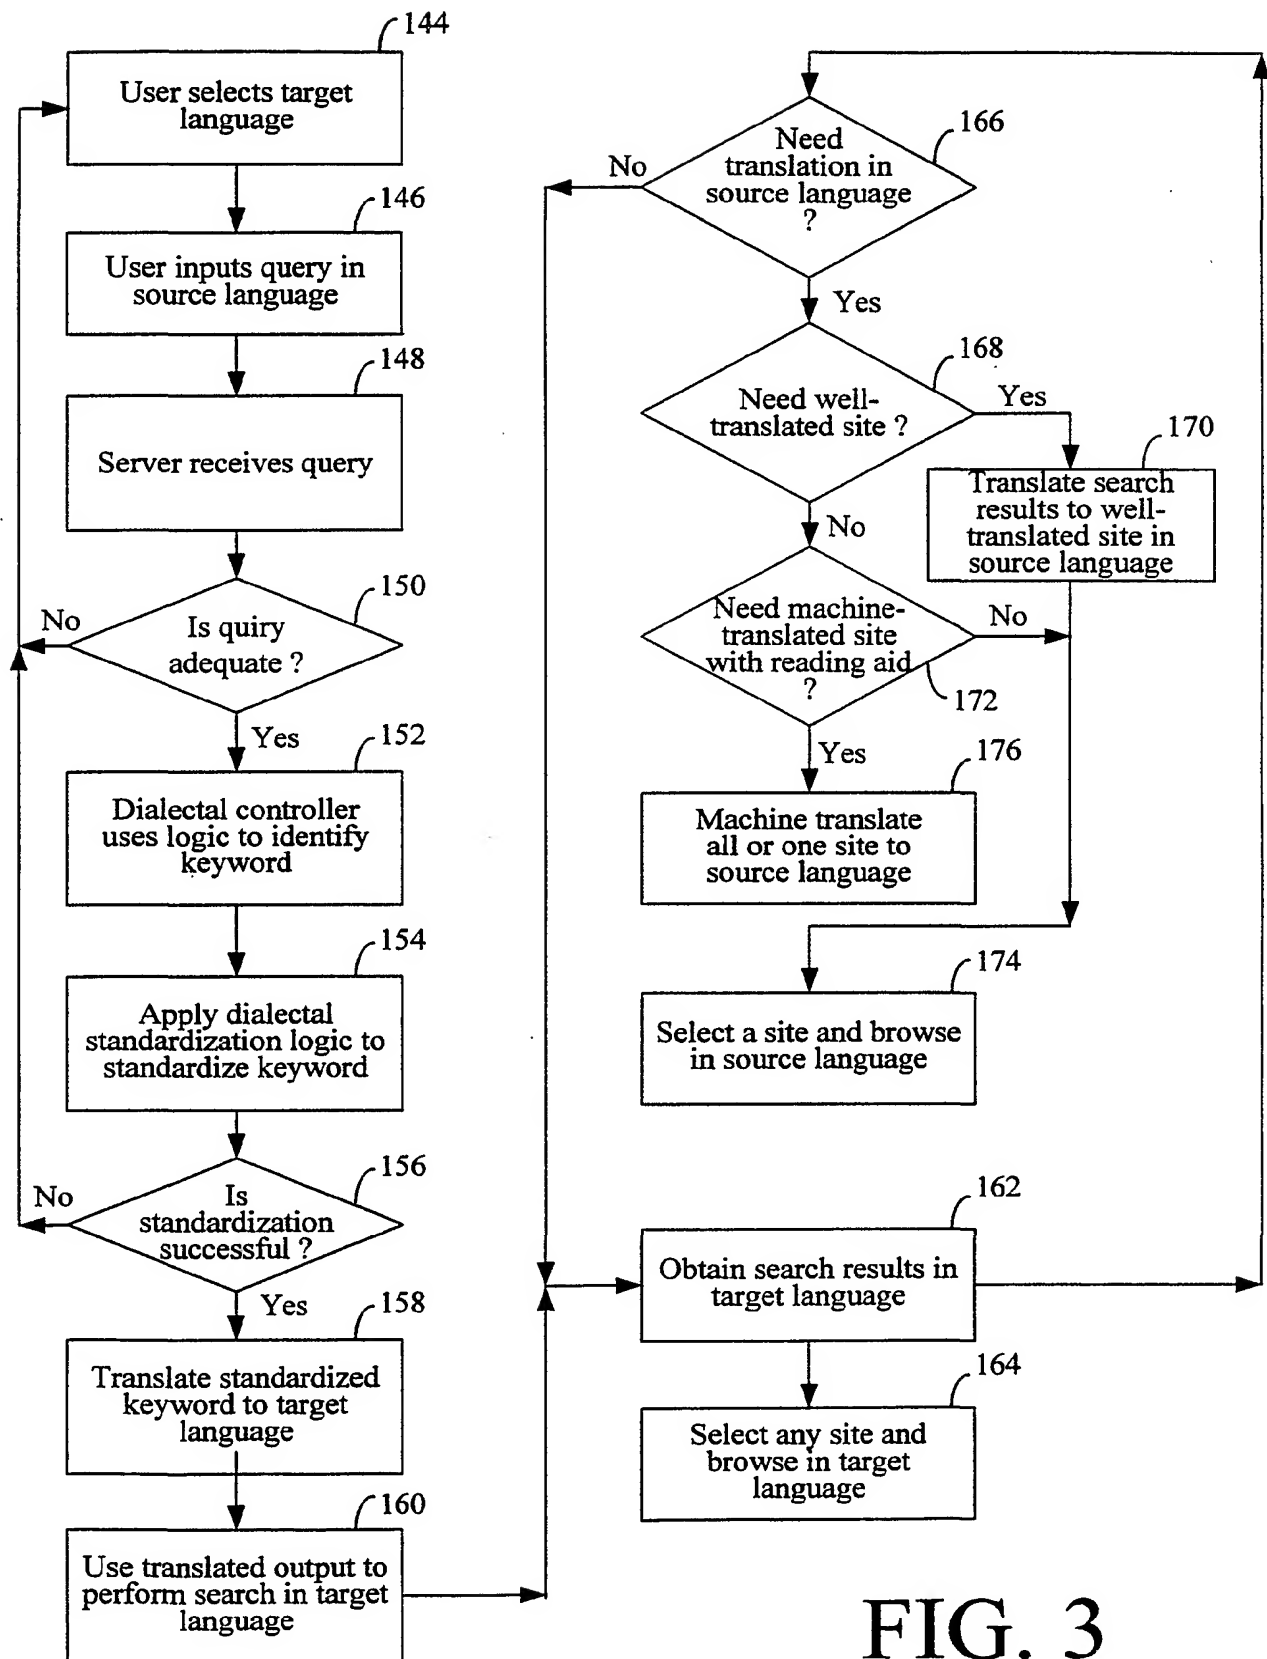 144
User selects target
language
146
User inputs query in
source language
148
Server receives query
150
Is quiry
adequate ?
No
Yes
152
Dialectal controller
uses logic to identify
keyword
154
Apply dialectal
standardization logic to
standardize keyword
156
Is
standardization
successful ?
No
Yes
158
Translate standardized
keyword to target
language
160
Use translated output to
perform search in target
language
166
Need
translation in
source language
?
No
Yes
168
Need well-
translated site ?
Yes
No
170
Translate search
results to well-
translated site in
source language
Need machine-
translated site
with reading aid
?
172
No
Yes
176
Machine translate
all or one site to
source language
174
Select a site and browse
in source language
162
Obtain search results in
target language
164
Select any site and
browse in target
language
FIG. 3